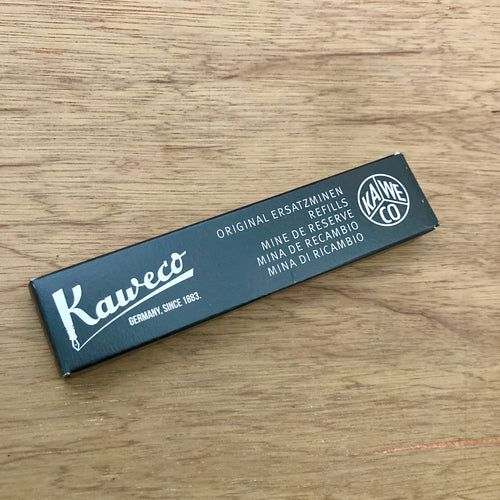 Kaweco
GERMANY. SINCE 1883.
ORIGINAL ERSATZMINEN
REFILLS
MINE DE RESERVE
MINA DE RECAMBIO
MINA DI RICAMBIO
KA WE
CO